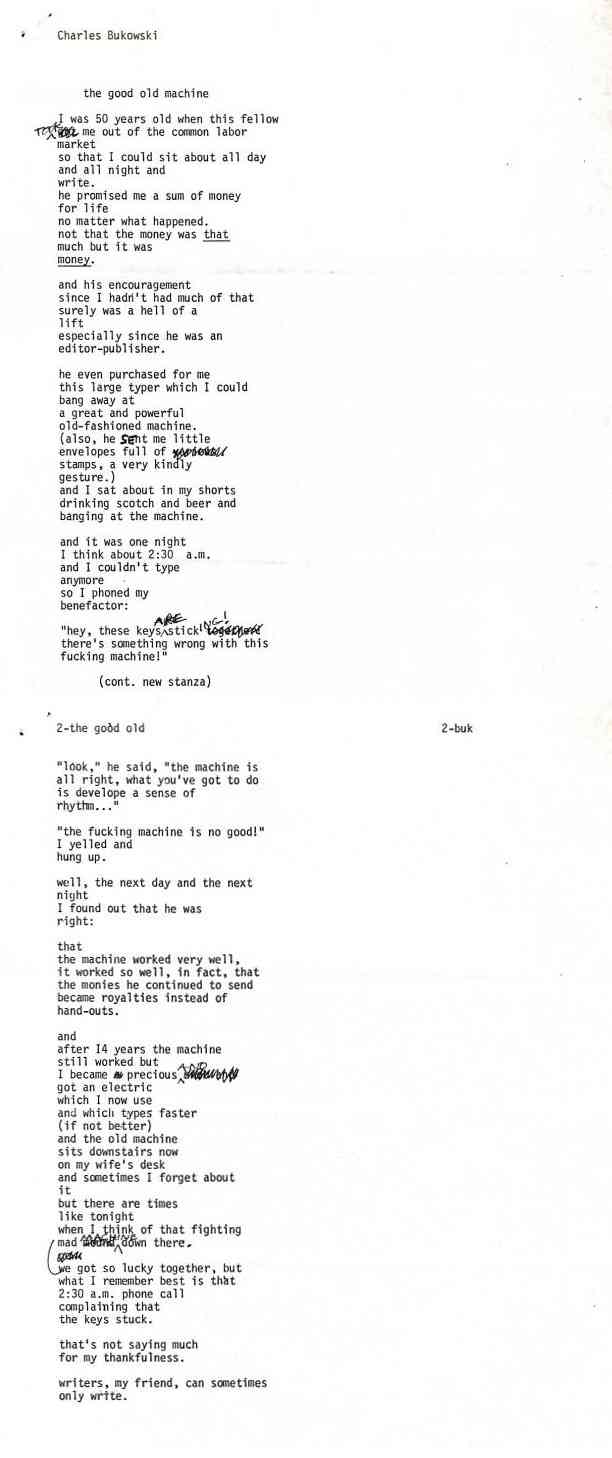 Charles Bukowski
the good old machine
I was 50 years old when this fellow
TOOK me out of the common labor
market
so that I could sit about all day
and all night and
write.
he promised me a sum of money
for life
no matter what happened.
not that the money was that
much but it was
money.
and his encouragement
since I hadn't had much of that
surely was a hell of a
lift
especially since he was an
editor-publisher.
he even purchased for me
this large typer which I could
bang away at
a great and powerful
old-fashioned machine.
(also, he SENt me little
envelopes full of
stamps, a very kindly
gesture.)
and I sat about in my shorts
drinking scotch and beer and
banging at the machine.
and it was one night
I think about 2:30 a.m.
and I couldn't type
anymore
so I phoned my
benefactor:
"hey, these keys ARE stickING!
there's something wrong with this
fucking machine!"
(cont. new stanza)
2-the good old 2-buk
"look," he said, "the machine is
all right, what you've got to do
is develope a sense of
rhythm..."
"the fucking machine is no good!"
I yelled and
hung up.
well, the next day and the next
night
I found out that he was
right:
that
the machine worked very well,
it worked so well, in fact, that
the monies he continued to send
became royalties instead of
hand-outs.
and
after I4 years the machine
still worked but
I became precious AND
got an electric
which I now use
and which types faster
(if not better)
and the old machine
sits downstairs now
on my wife's desk
and sometimes I forget about
it
but there are times
like tonight
when I think of that fighting
mad MACHINE down there.
we got so lucky together, but
what I remember best is that
2:30 a.m. phone call
complaining that
the keys stuck.
that's not saying much
for my thankfulness.
writers, my friend, can sometimes
only write.